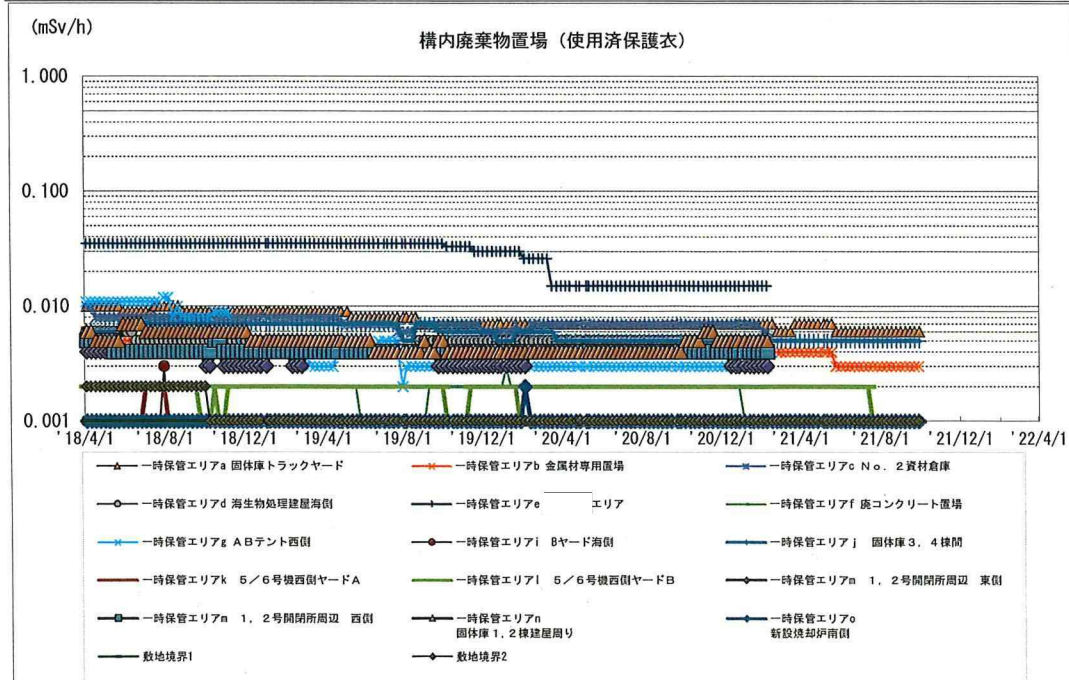 (mSv/h)
構内廃棄物置場（使用済保護衣）
1.000
0.100
0.010
0.001
'18/4/1 '18/8/1 '18/12/1 '19/4/1 '19/8/1 '19/12/1 '20/4/1 '20/8/1 '20/12/1 '21/4/1 '21/8/1 '21/12/1 '22/4/1
一時保管エリアa 固体庫トラックヤード 一時保管エリアb 金属材専用置場 一時保管エリアc No．2資材倉庫
一時保管エリアd 海生物処理建屋海側 一時保管エリアe エリア 一時保管エリアf 廃コンクリート置場
一時保管エリアg ABテント西側 一時保管エリアi Bヤード海側 一時保管エリアj 固体庫3，4棟間
一時保管エリアk 5／6号機西側ヤードA 一時保管エリアl 5／6号機西側ヤードB 一時保管エリアm 1，2号開閉所周辺 東側
一時保管エリアm 1，2号開閉所周辺 西側 一時保管エリアn 一時保管エリアo
固体庫1,2棟建屋周り 新設焼却炉南側
敷地境界1 敷地境界2